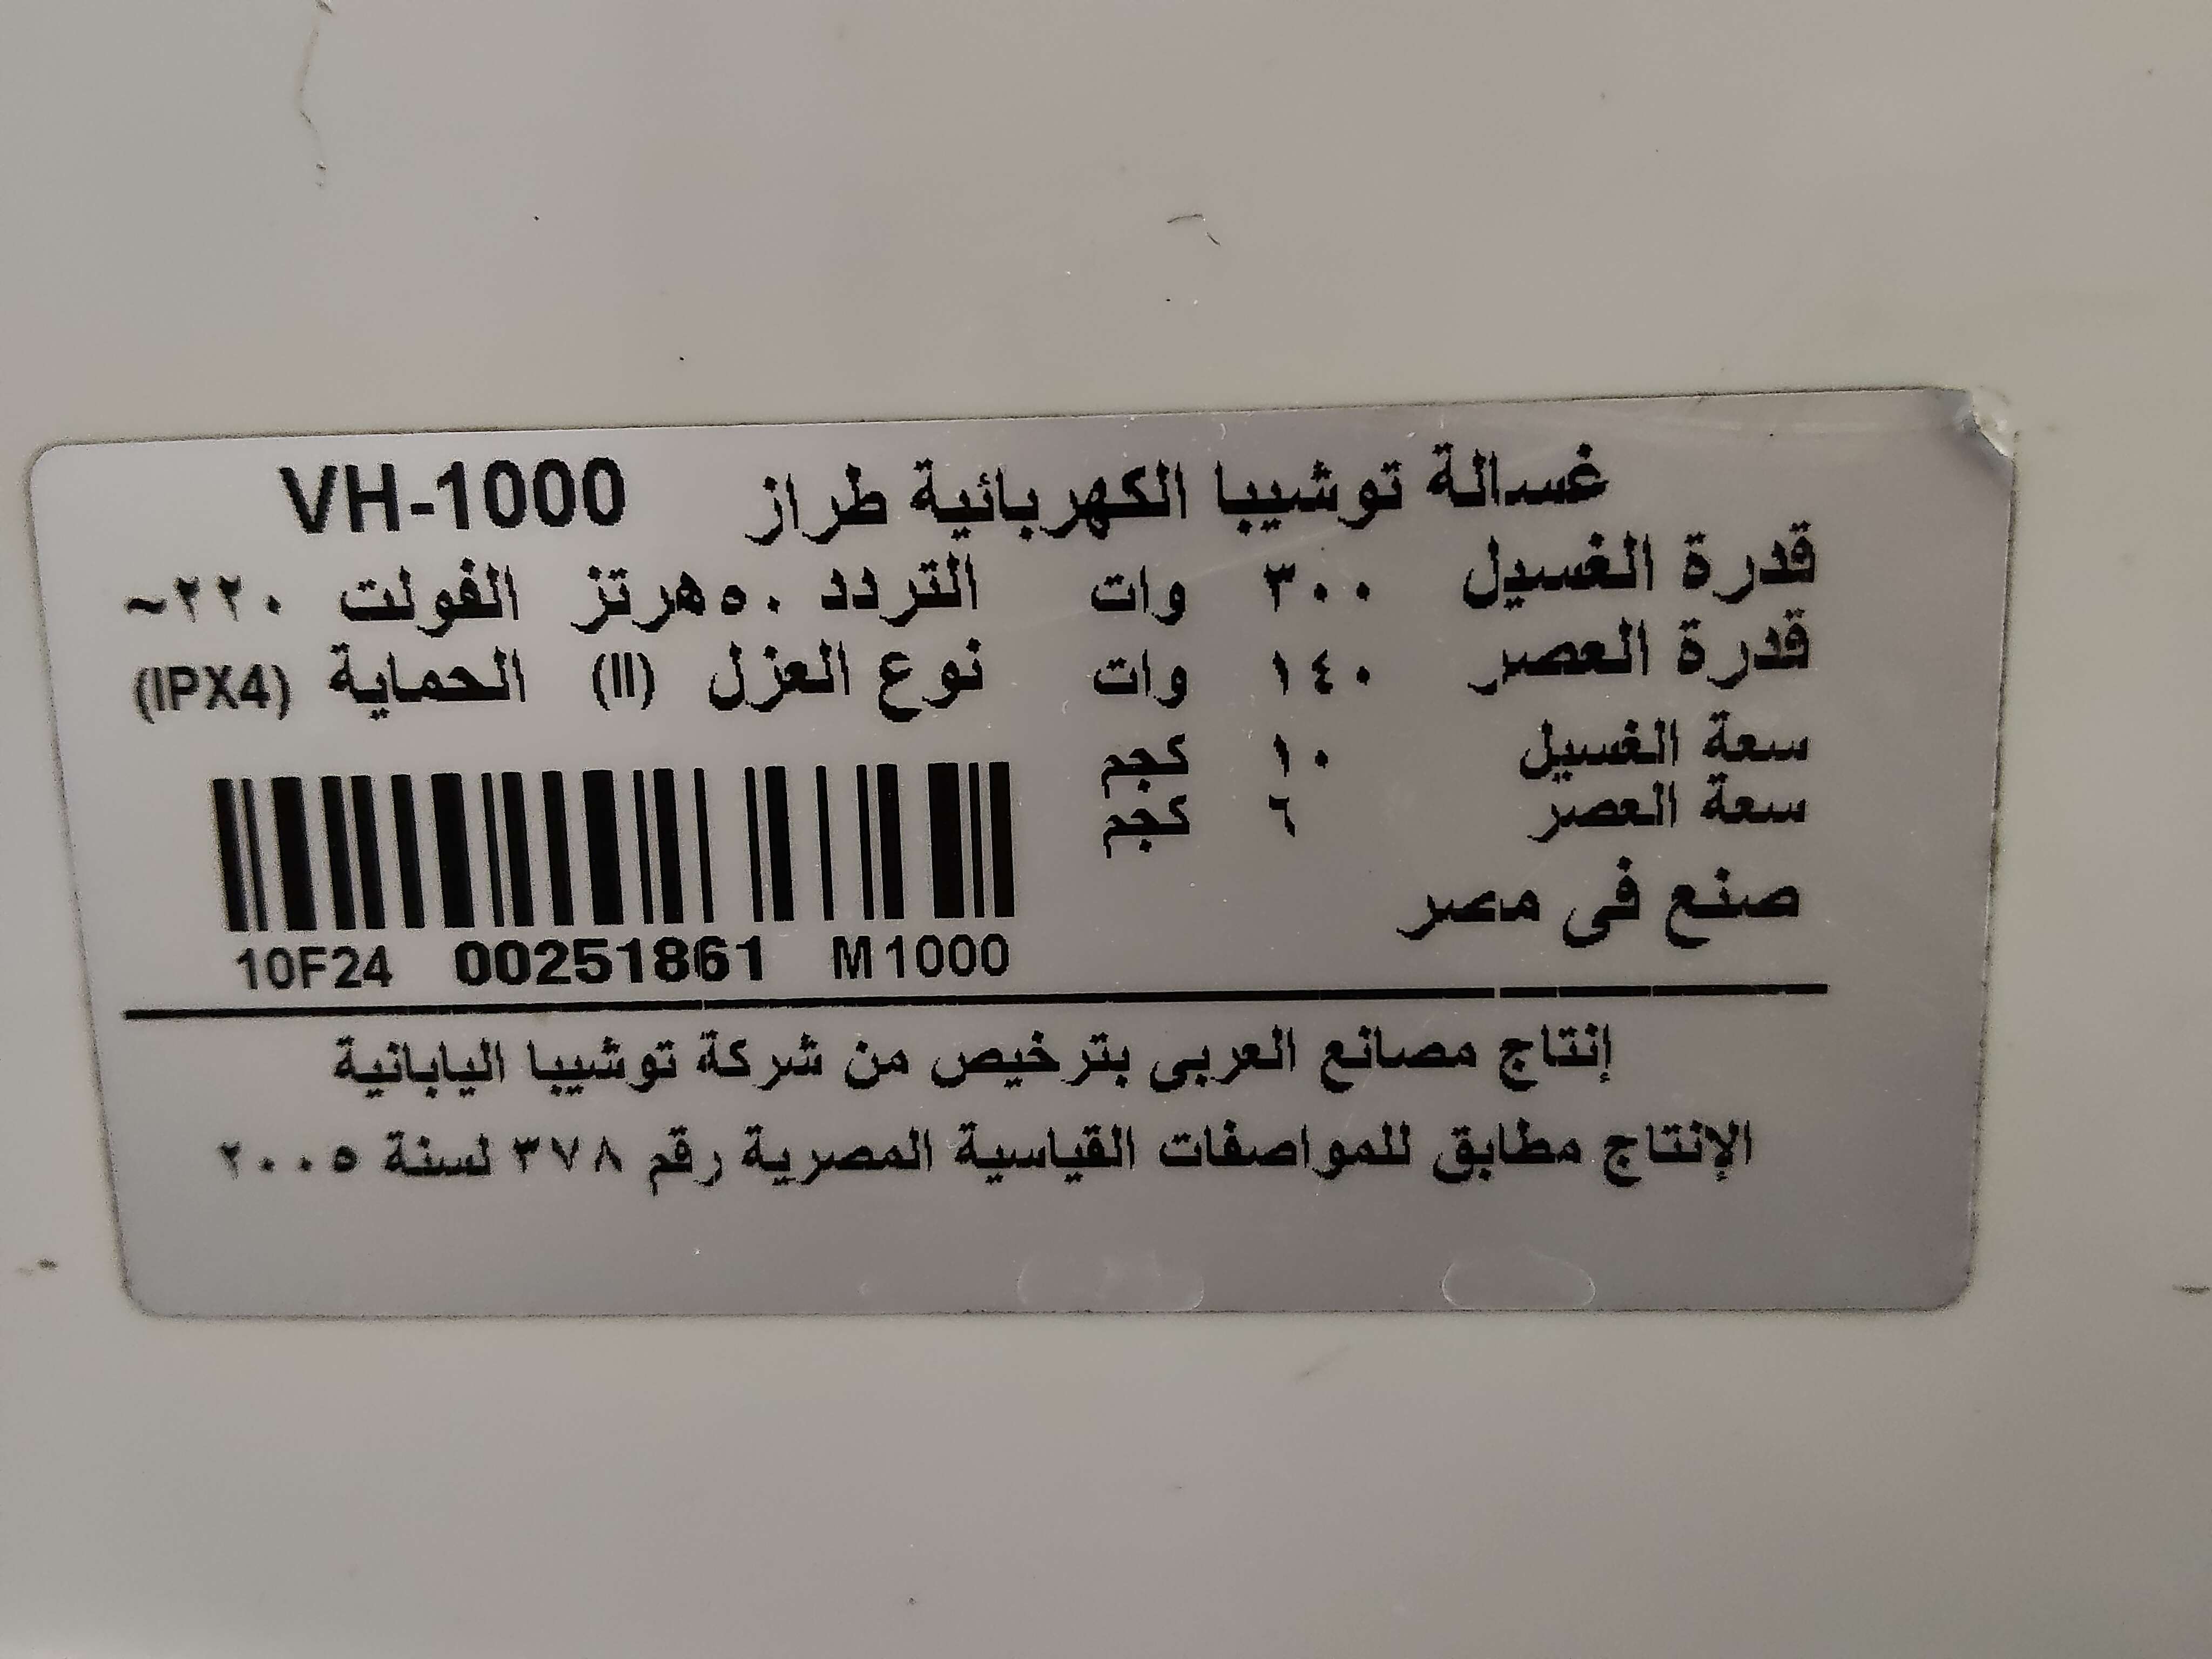 غسالة توشيبا الكهربائية طراز VH-1000
قدرة الغسيل ٣٠٠ وات التردد ٥٠هرتز الفولت ٢٢٠~
قدرة العصر ١٤٠ وات نوع العزل (II) الحماية (IPX4)
سعة الغسيل ١٠ كجم
سعة العصر ٦ كجم
صنع فى مصر
10F24 00251861 M1000
إنتاج مصانع العربى بترخيص من شركة توشيبا اليابانية
الإنتاج مطابق للمواصفات القياسية المصرية رقم ٣٧٨ لسنة ٢٠٠٥